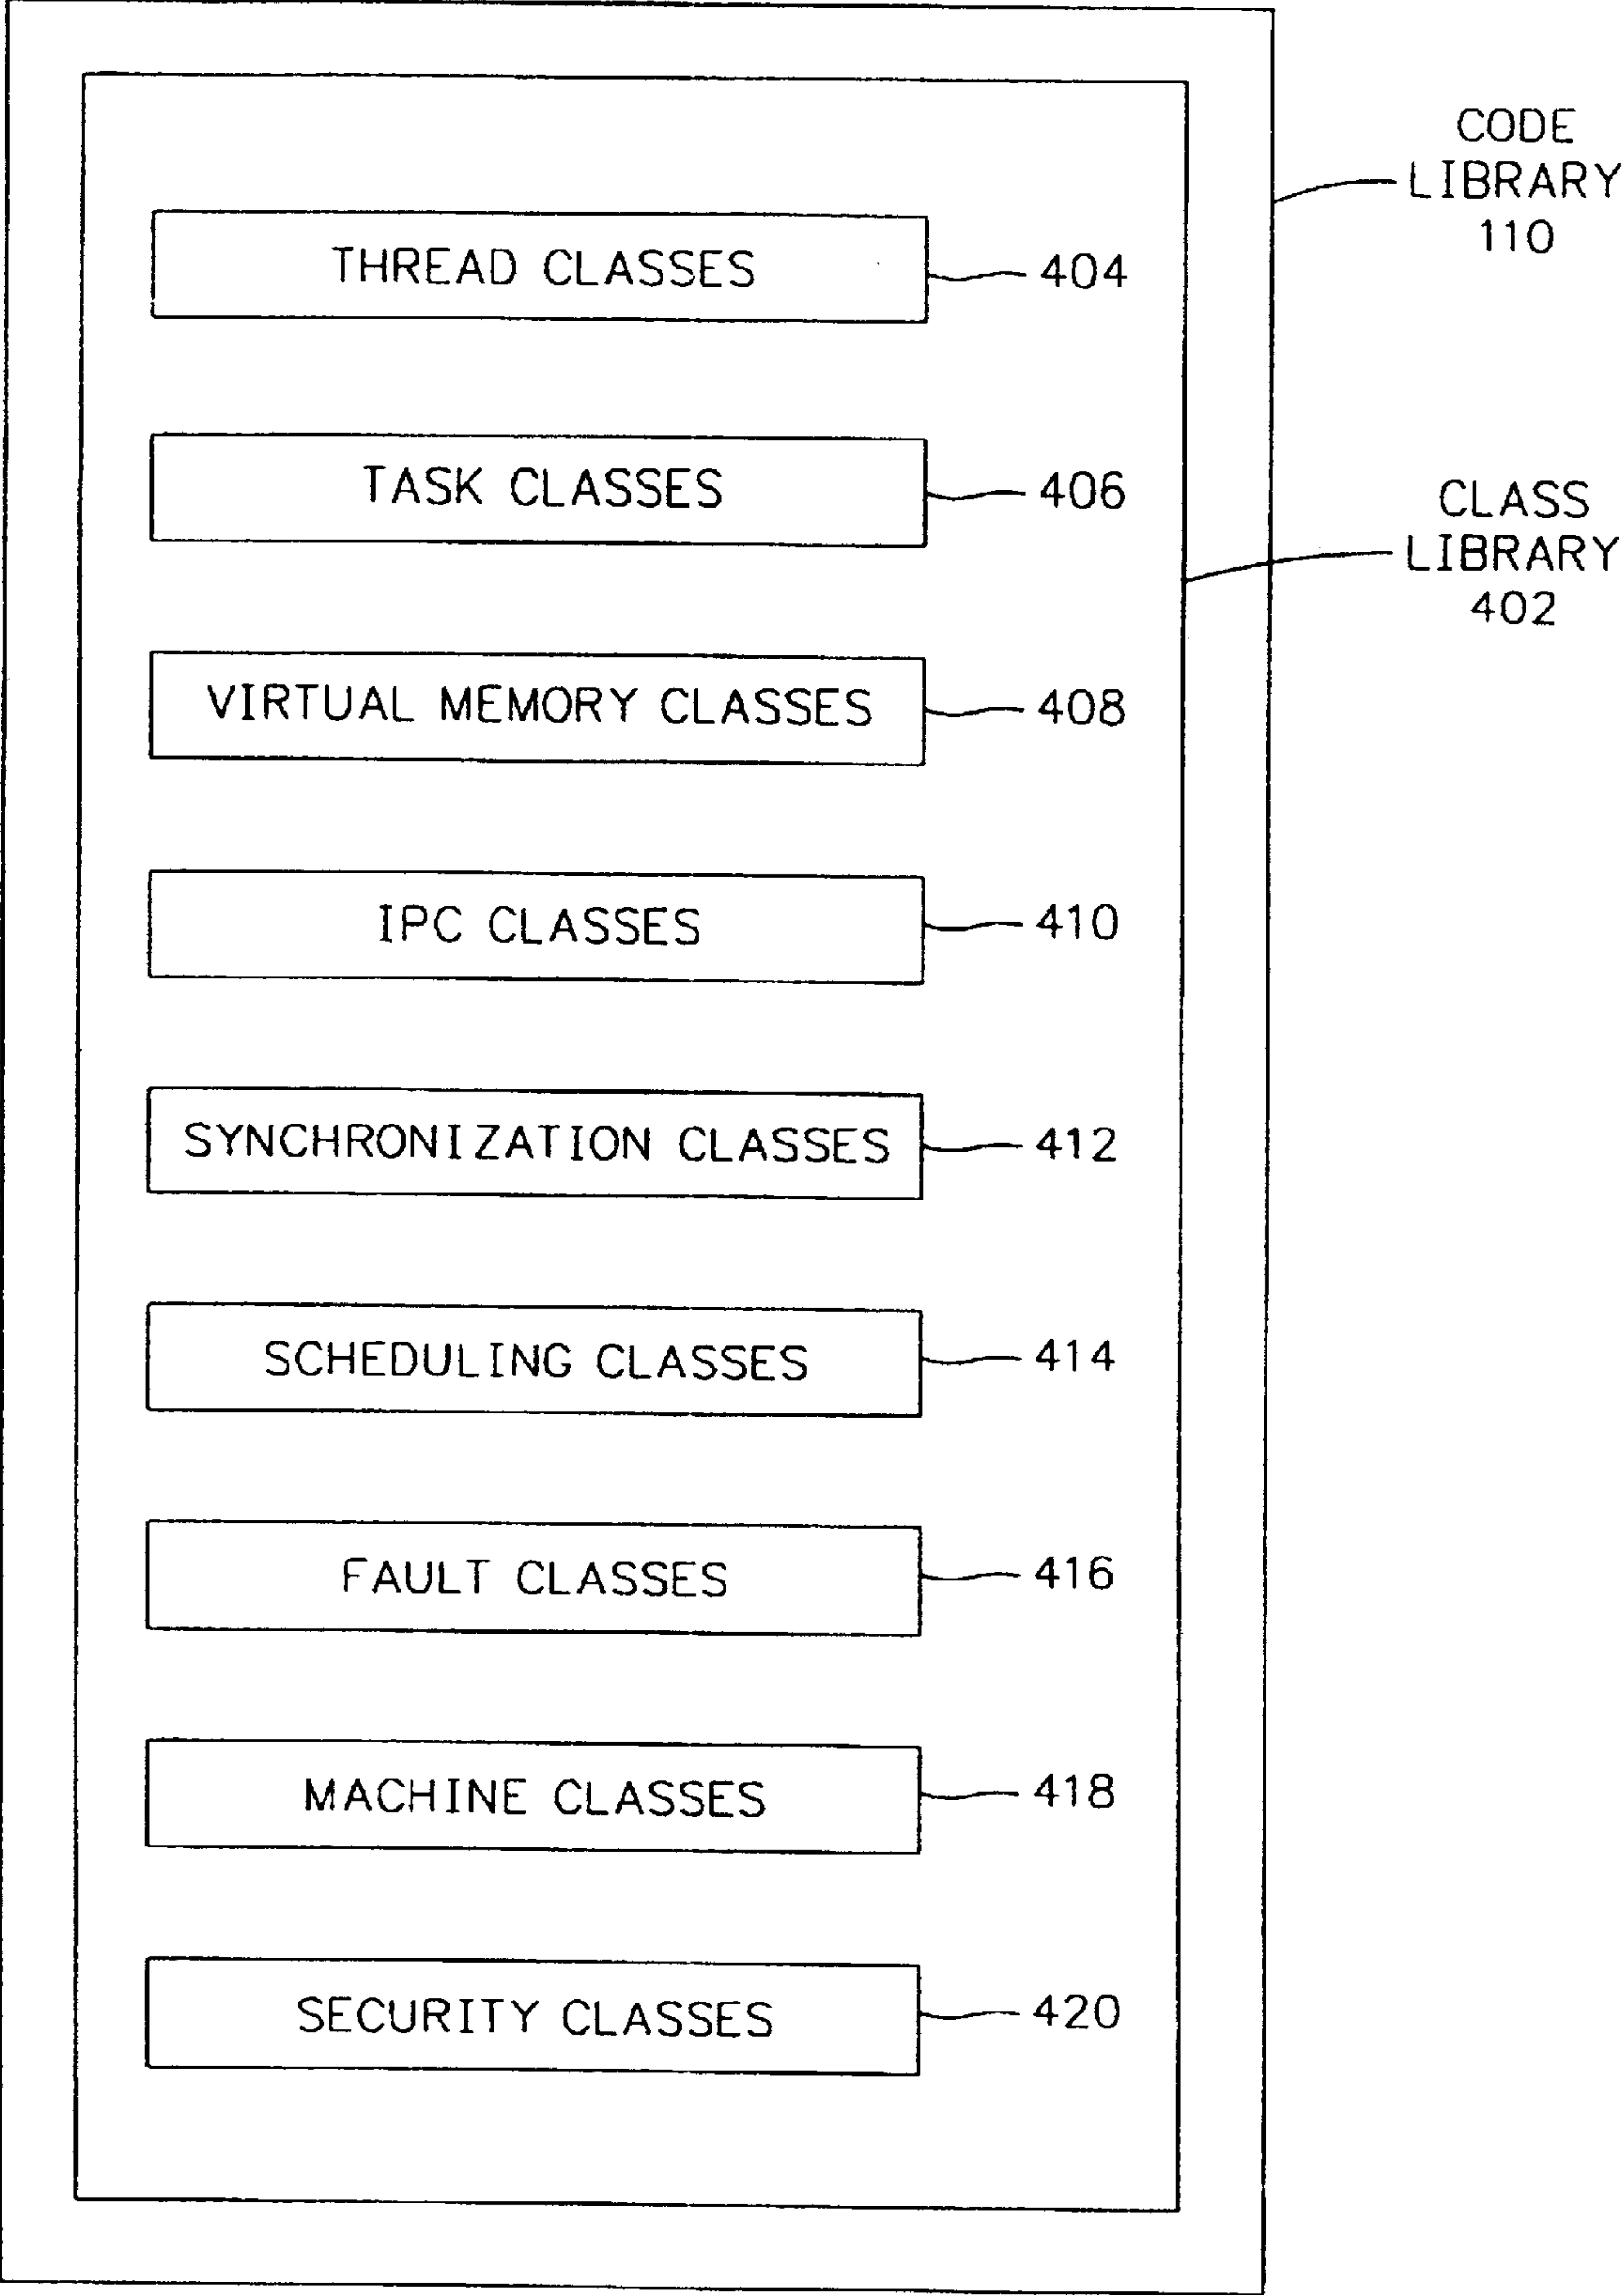 CODE
LIBRARY
110
THREAD CLASSES
404
TASK CLASSES
406
CLASS
LIBRARY
402
VIRTUAL MEMORY CLASSES
408
IPC CLASSES
410
SYNCHRONIZATION CLASSES
412
SCHEDULING CLASSES
414
FAULT CLASSES
416
MACHINE CLASSES
418
SECURITY CLASSES
420